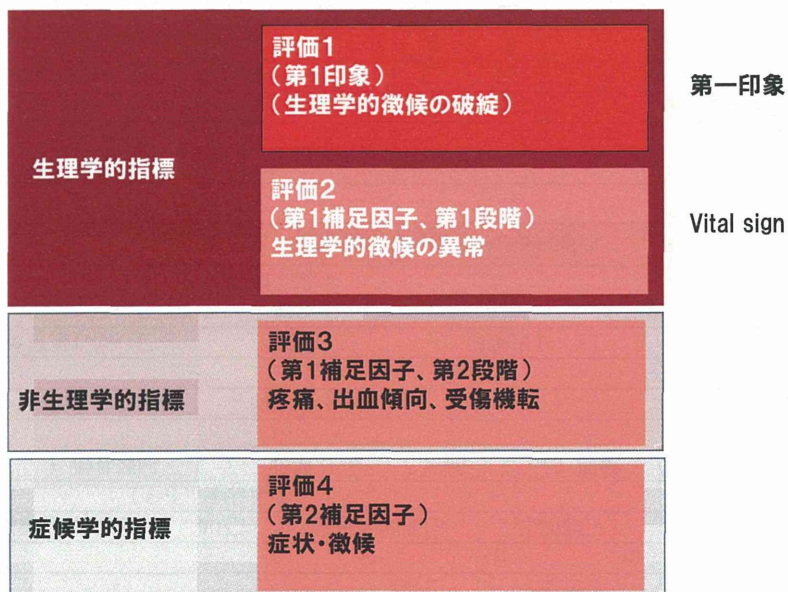 生理学的指標
評価1
（第1印象）
（生理学的徴候の破綻）
第一印象
評価2
（第1補足因子、第1段階）
生理学的徴候の異常
Vital sign
非生理学的指標
評価3
（第1補足因子、第2段階）
疼痛、出血傾向、受傷機転
症候学的指標
評価4
（第2補足因子）
症状・徴候